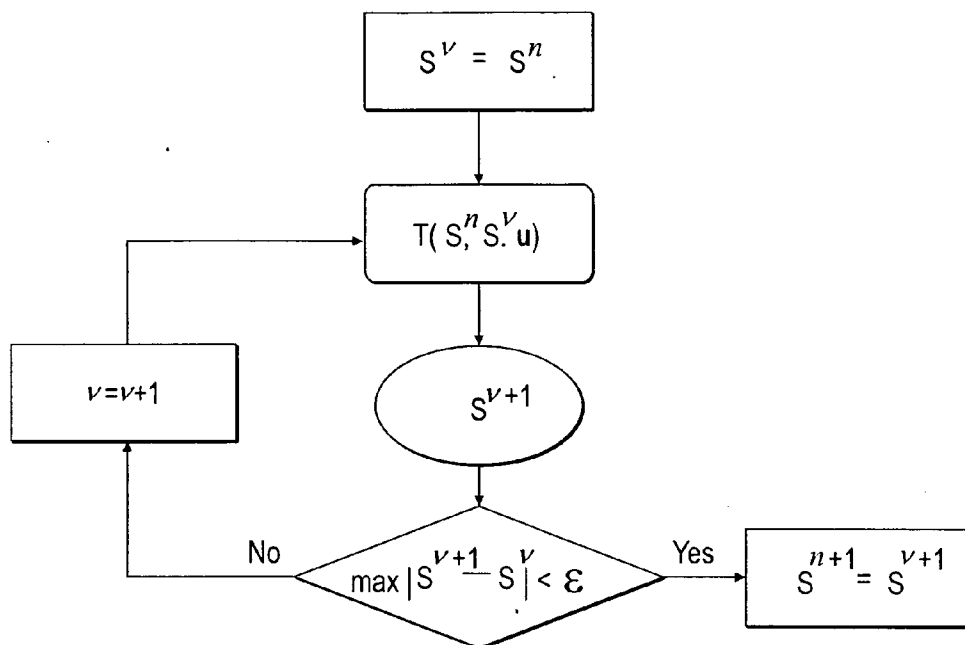 S^ν = S^n
T( S,^n S.^ν u)
ν=ν+1
S^ν+1
No
max |S^ν+1 − S^ν| < ε
Yes
S^n+1 = S^ν+1